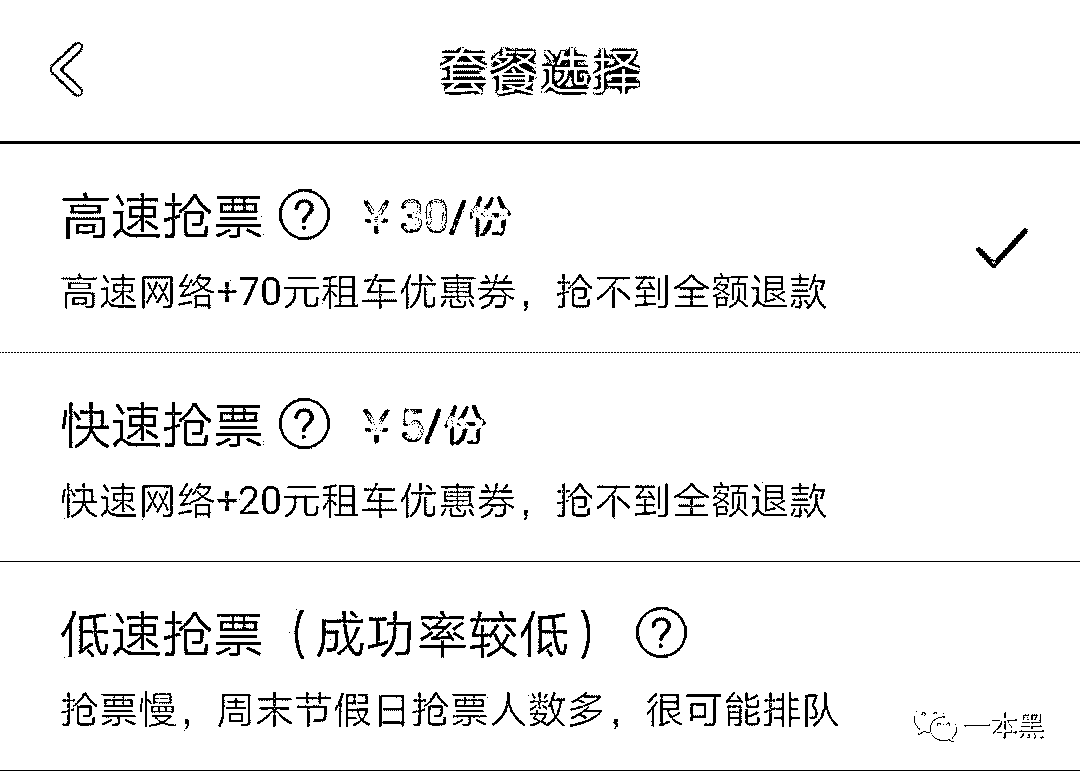 套餐选择
高速抢票 ? ¥30/份
高速网络+70元租车优惠券，抢不到全额退款
快速抢票 ? ¥5/份
快速网络+20元租车优惠券，抢不到全额退款
低速抢票（成功率较低） ?
抢票慢，周末节假日抢票人数多，很可能排队
一本黑